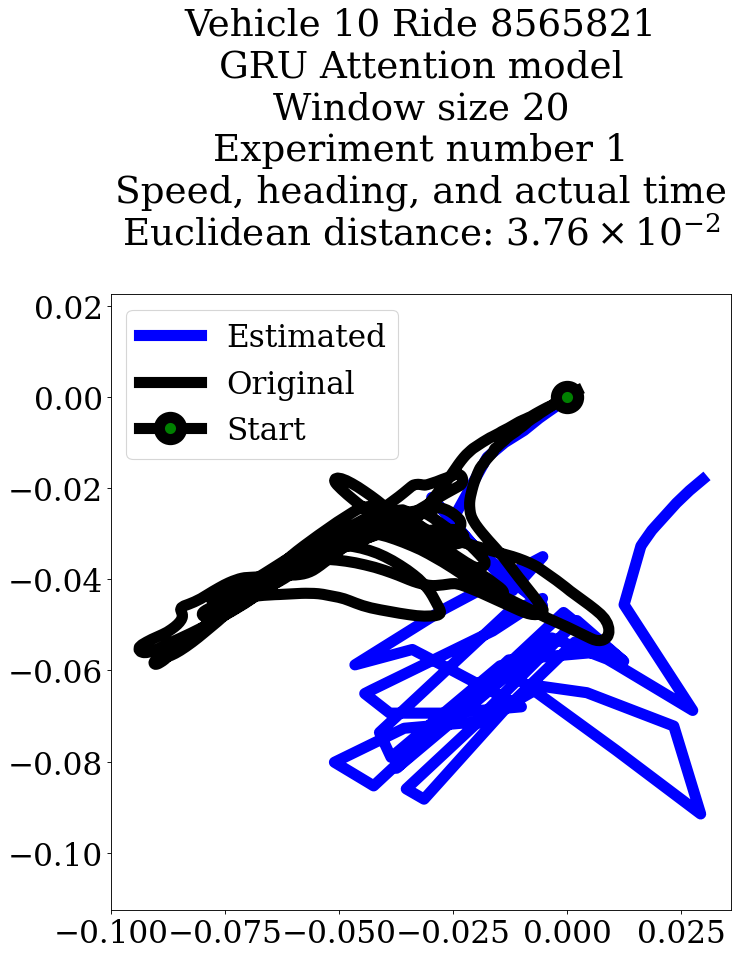 Vehicle 10 Ride 8565821
GRU Attention model
Window size 20
Experiment number 1
Speed, heading, and actual time
Euclidean distance: 3.76 × 10⁻²
0.02
Estimated
0.00
Original
Start
−0.02
−0.04
−0.06
−0.08
−0.10
−0.100 −0.075 −0.050 −0.025 0.000 0.025